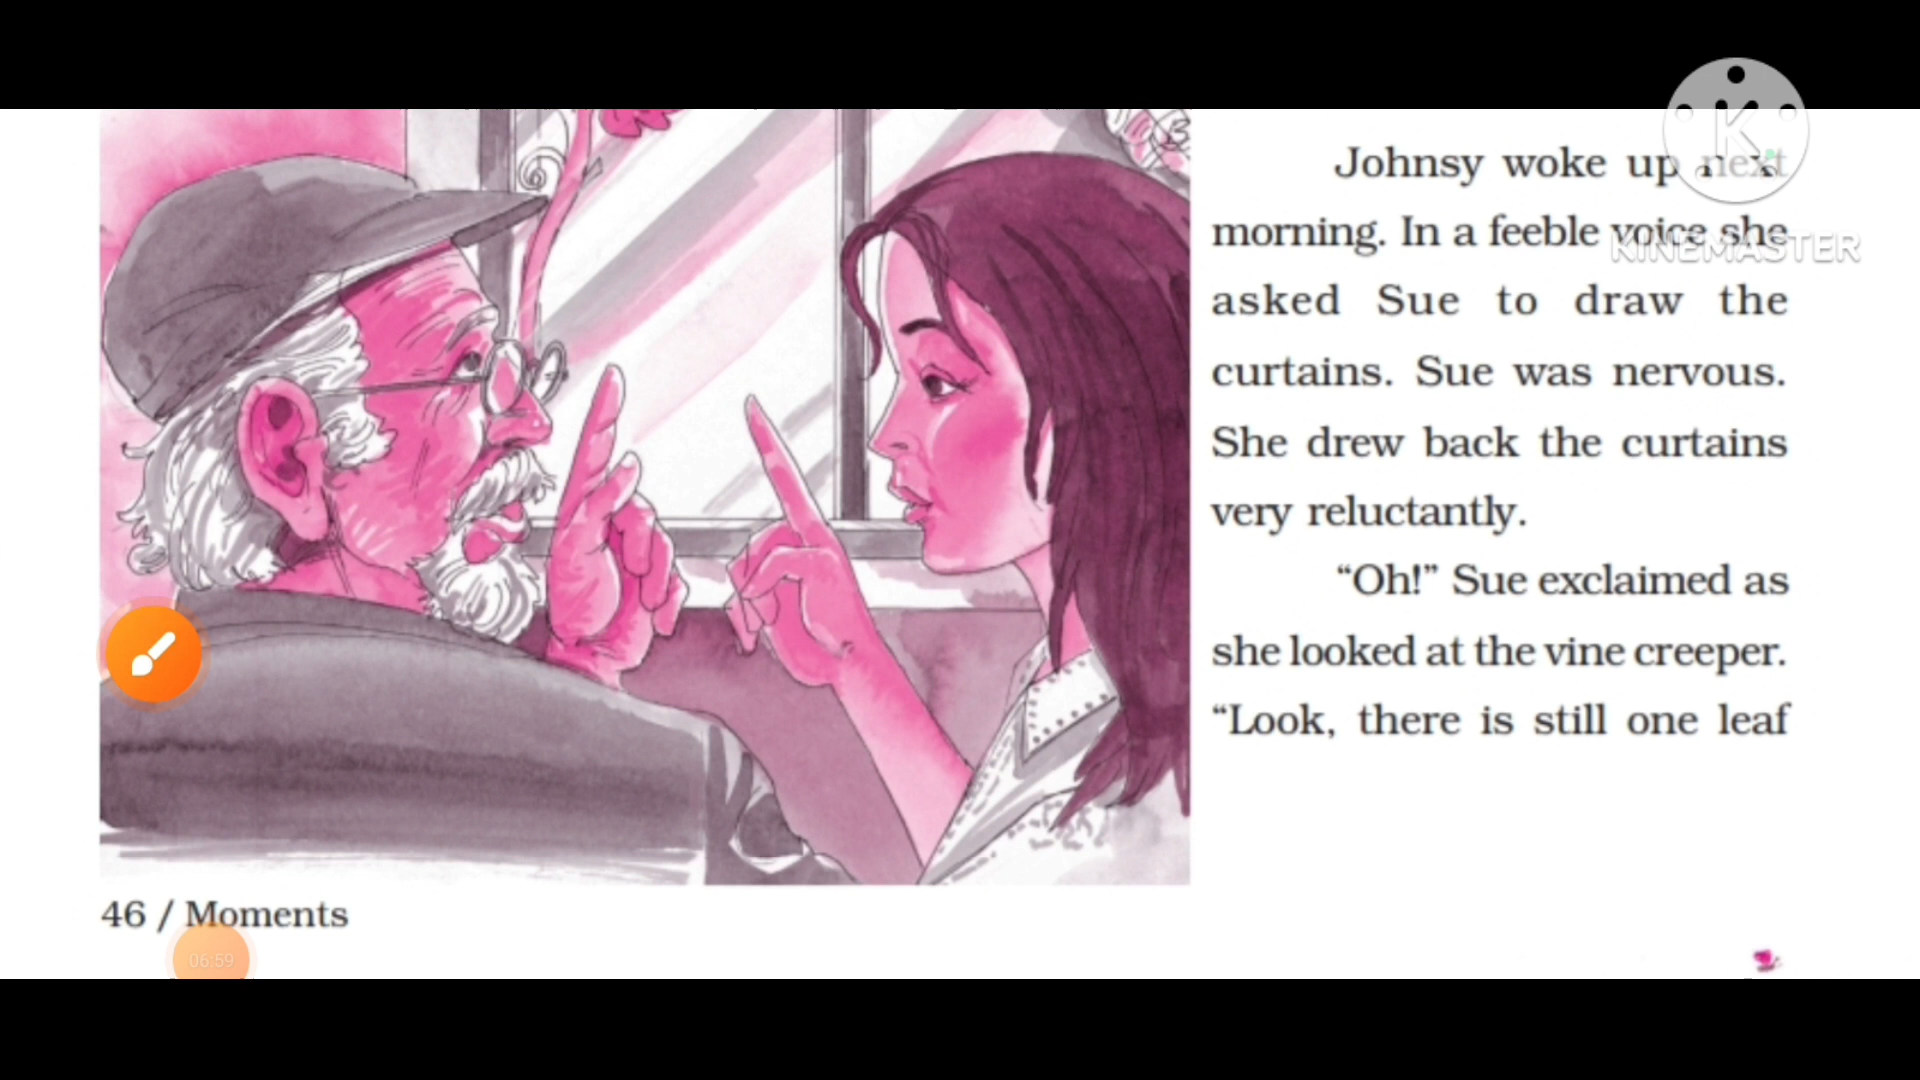 Johnsy woke up next
morning. In a feeble voice she
asked Sue to draw the
curtains. Sue was nervous.
She drew back the curtains
very reluctantly.
“Oh!” Sue exclaimed as
she looked at the vine creeper.
“Look, there is still one leaf
46 / Moments
06:59
K
KINEMASTER